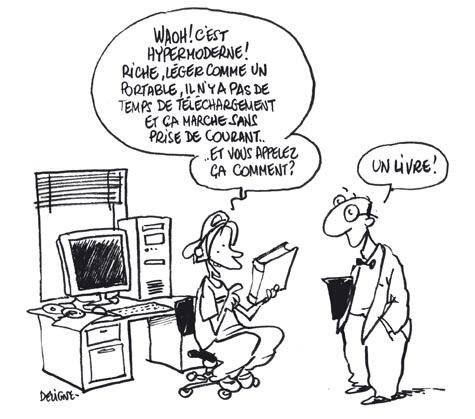 WAOH! C'EST
HYPERMODERNE!
RICHE, LÉGER COMME UN
PORTABLE, IL N'Y A PAS DE
TEMPS DE TÉLÉCHARGEMENT
ET ÇA MARCHE SANS
PRISE DE COURANT..
..ET VOUS APPELEZ
ÇA COMMENT?
UN LIVRE!
DELIGNE-